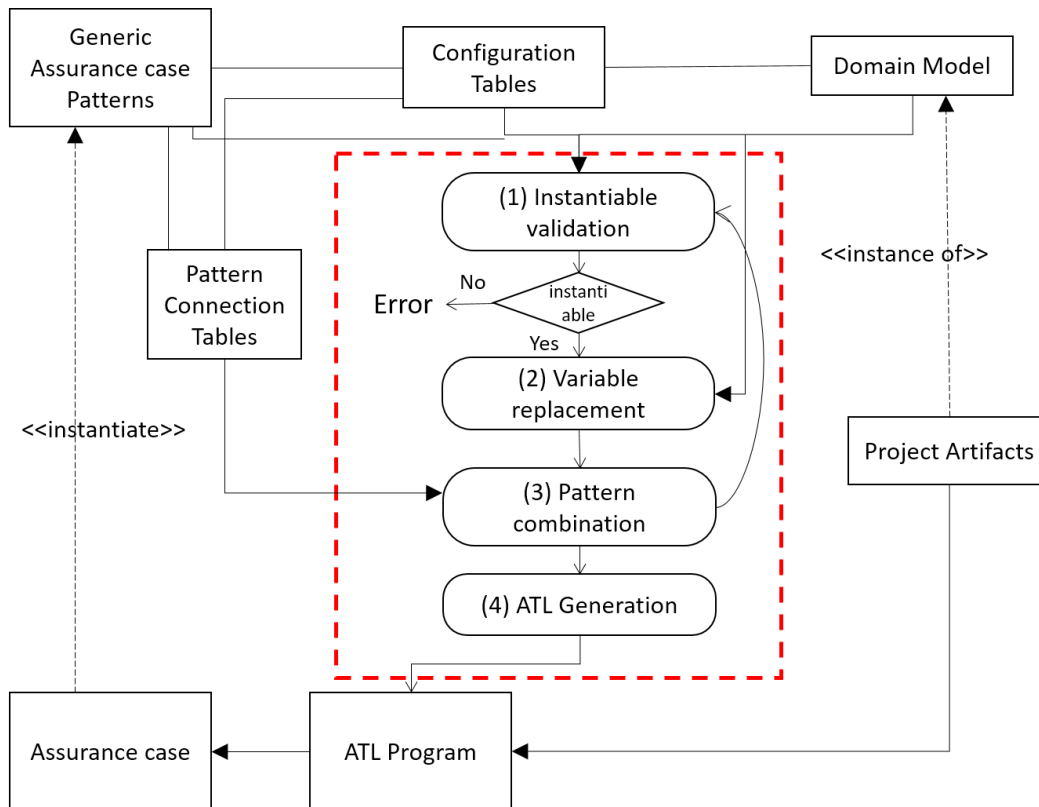 Generic
Assurance case
Patterns
Configuration
Tables
Domain Model
(1) Instantiable
validation
<<instance of>>
Pattern
Connection
Tables
Error
No
instanti
able
Yes
(2) Variable
replacement
<<instantiate>>
Project Artifacts
(3) Pattern
combination
(4) ATL Generation
Assurance case
ATL Program